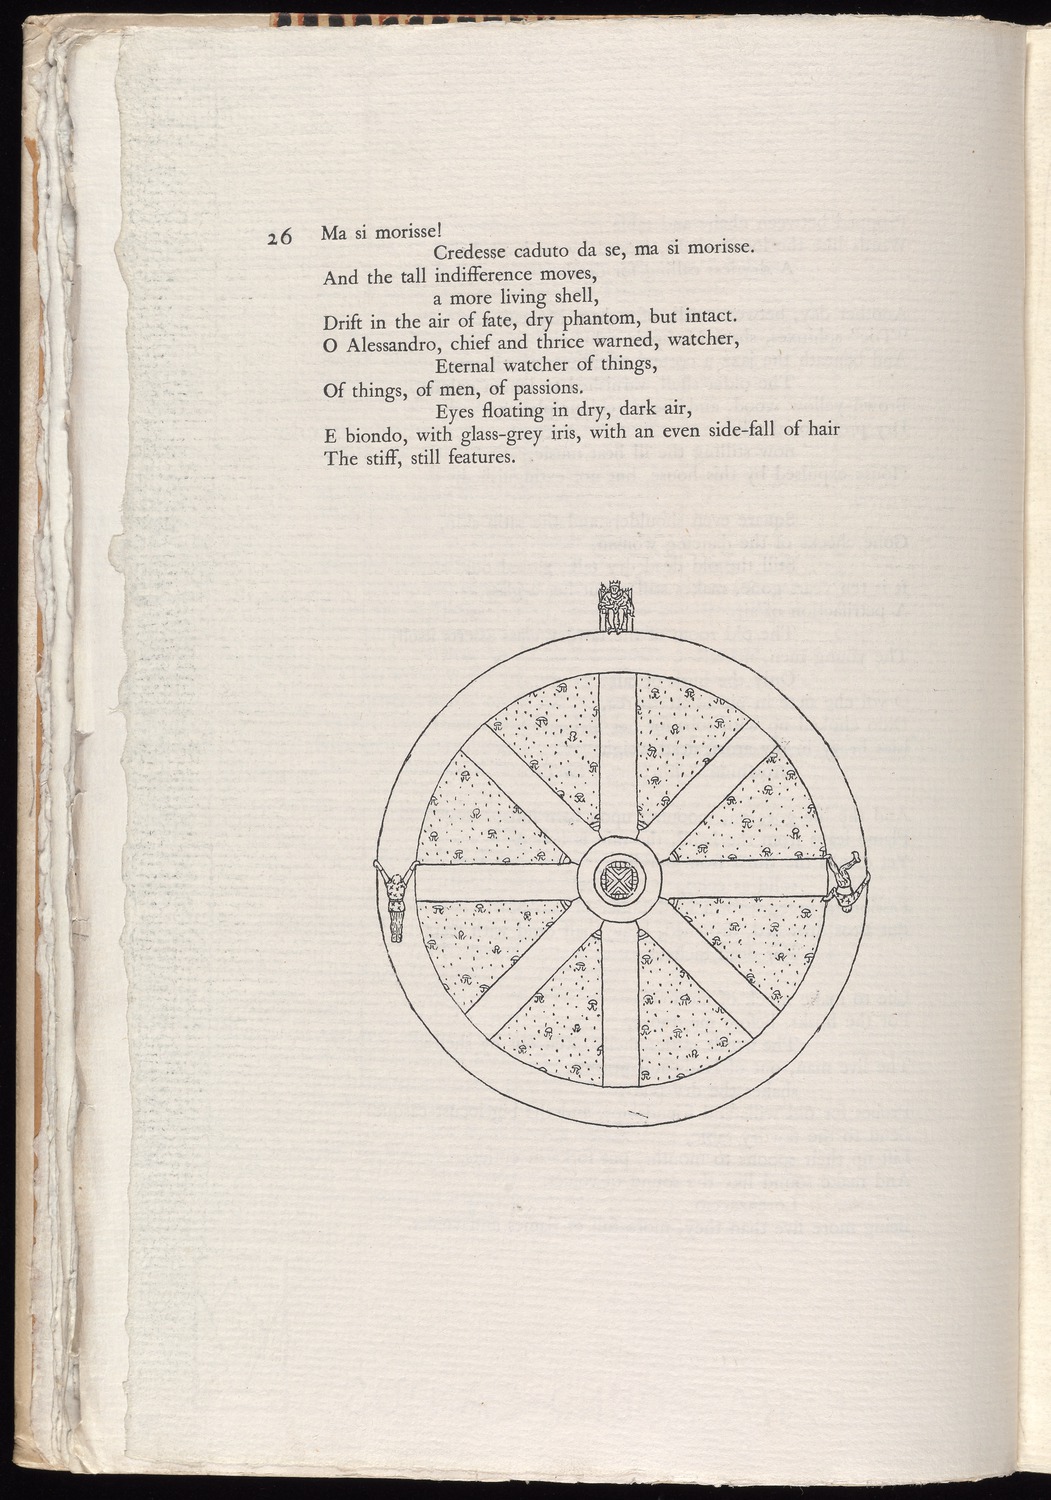 26 Ma si morisse!
Credesse caduto da se, ma si morisse.
And the tall indifference moves,
a more living shell,
Drift in the air of fate, dry phantom, but intact.
O Alessandro, chief and thrice warned, watcher,
Eternal watcher of things,
Of things, of men, of passions.
Eyes floating in dry, dark air,
E biondo, with glass-grey iris, with an even side-fall of hair
The stiff, still features.